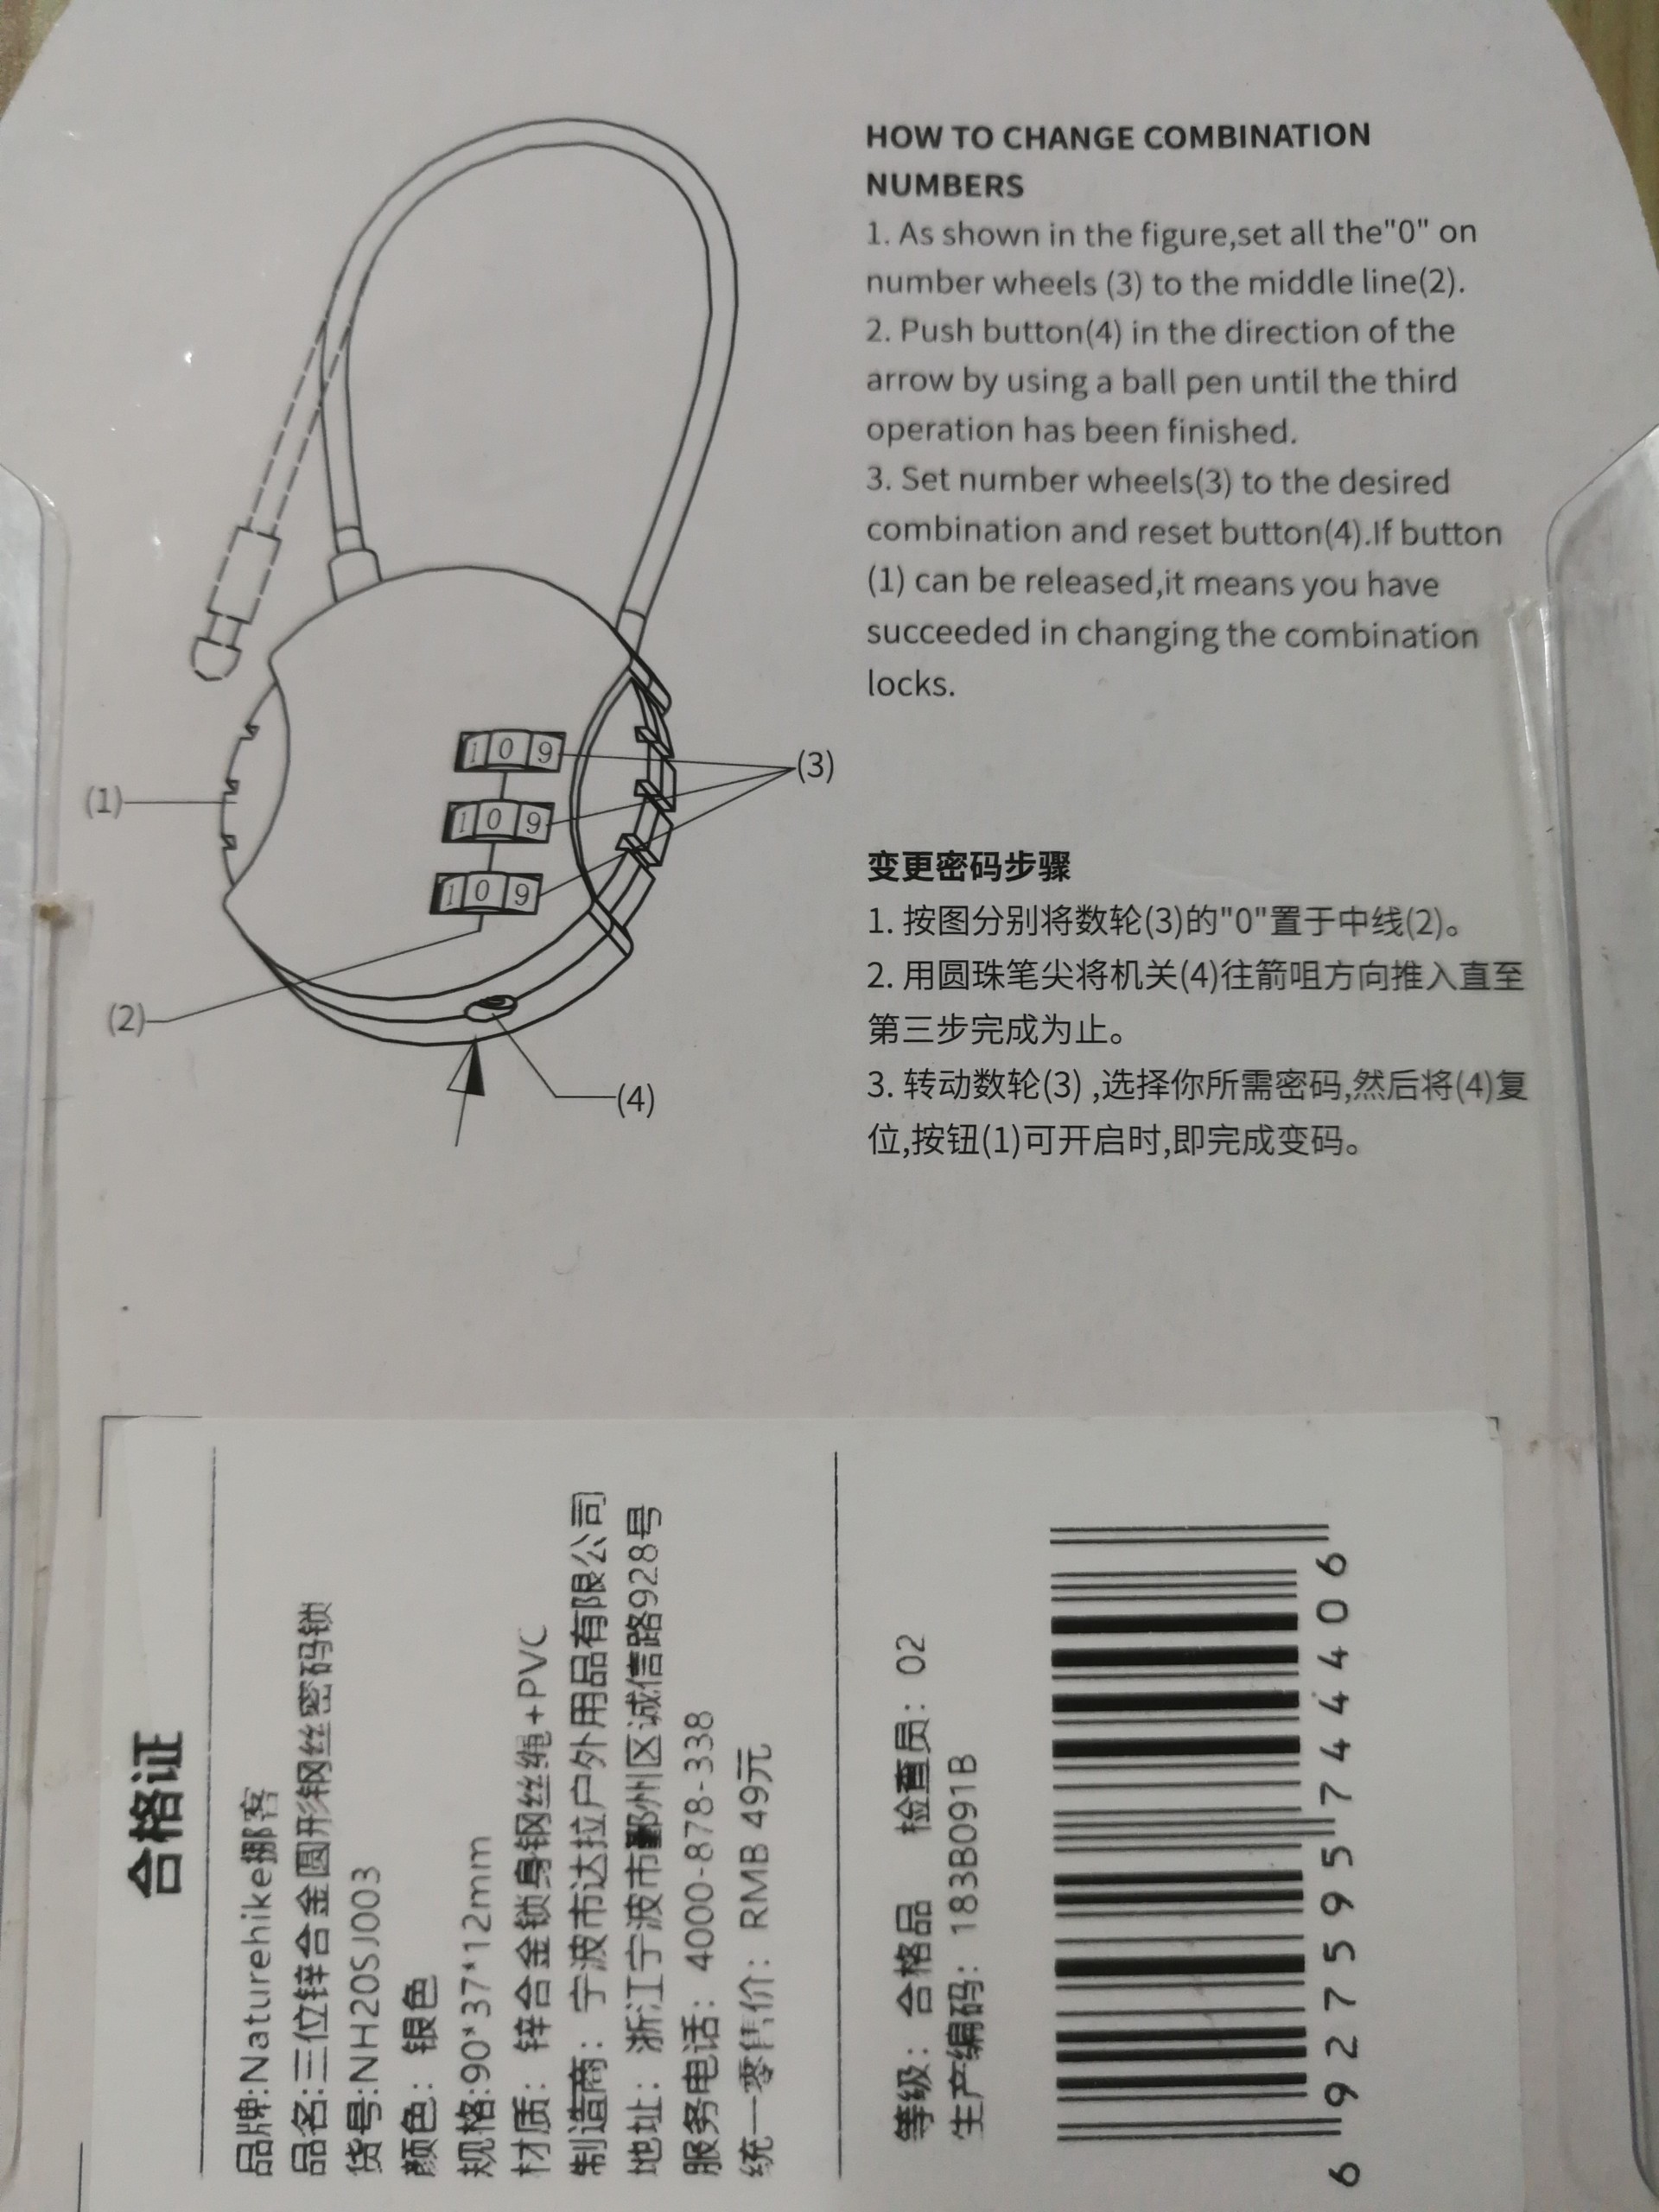 HOW TO CHANGE COMBINATION
NUMBERS
1. As shown in the figure,set all the"0" on
number wheels (3) to the middle line(2).
2. Push button(4) in the direction of the
arrow by using a ball pen until the third
operation has been finished.
3. Set number wheels(3) to the desired
combination and reset button(4).If button
(1) can be released,it means you have
succeeded in changing the combination
locks.
1 0 9
1 0 9
1 0 9
(3)
(1)
(2)
(4)
变更密码步骤
1. 按图分别将数轮(3)的"0"置于中线(2)。
2. 用圆珠笔尖将机关(4)往箭咀方向推入直至
第三步完成为止。
3. 转动数轮(3) ,选择你所需密码,然后将(4)复
位,按钮(1)可开启时,即完成变码。
合格证
品牌:Naturehike挪客
品名:三位锌合金圆形钢丝密码锁
货号:NH20SJ003
颜色：银色
规格:90*37*12mm
材质：锌合金锁身钢丝绳+PVC
制造商：宁波市达拉户外用品有限公司
地址：浙江宁波市鄞州区诚信路928号
服务电话：4000-878-338
统一零售价：RMB 49元
等级：合格品 检查员：02
生产编码：183B091B
6 927595 744406